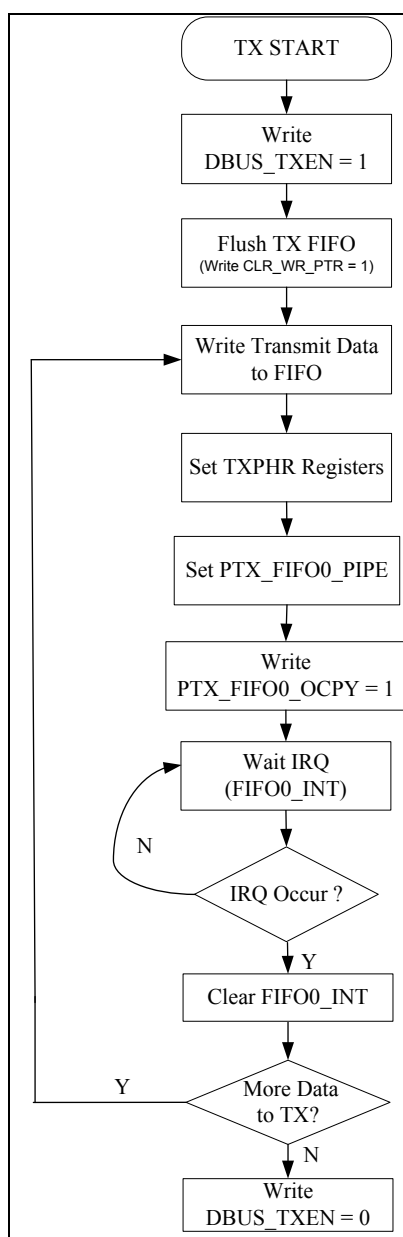 TX START
Write
DBUS_TXEN = 1
Flush TX FIFO
(Write CLR_WR_PTR = 1)
Write Transmit Data
to FIFO
Set TXPHR Registers
Set PTX_FIFO0_PIPE
Write
PTX_FIFO0_OCPY = 1
Wait IRQ
(FIFO0_INT)
N
IRQ Occur ?
Y
Clear FIFO0_INT
Y
More Data
to TX?
N
Write
DBUS_TXEN = 0